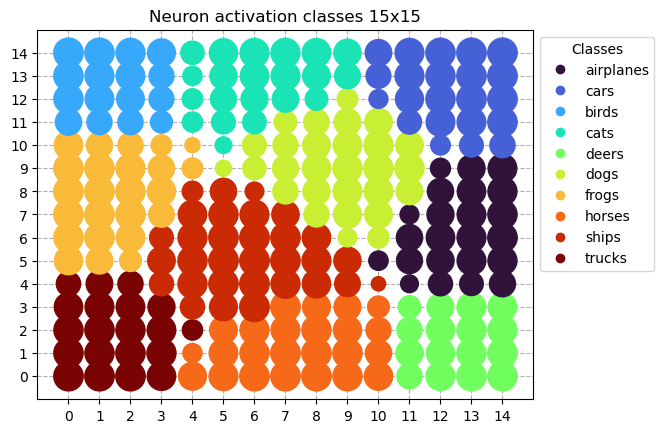 Neuron activation classes 15x15
14
13
12
11
10
9
8
7
6
5
4
3
2
1
0
0 1 2 3 4 5 6 7 8 9 10 11 12 13 14
Classes
airplanes
cars
birds
cats
deers
dogs
frogs
horses
ships
trucks